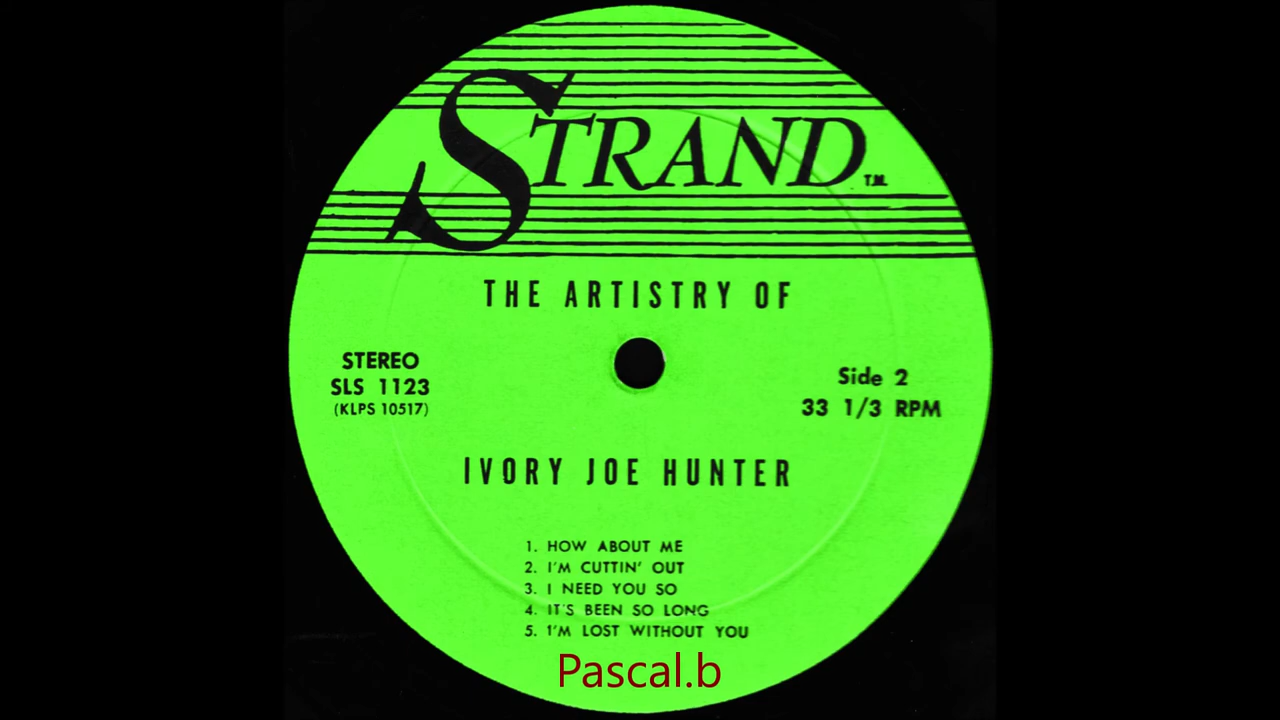 STRAND T.M.
THE ARTISTRY OF
STEREO
SLS 1123
(KLPS 10517)
Side 2
33 1/3 RPM
IVORY JOE HUNTER
1. HOW ABOUT ME
2. I'M CUTTIN' OUT
3. I NEED YOU SO
4. IT'S BEEN SO LONG
5. I'M LOST WITHOUT YOU
Pascal.b